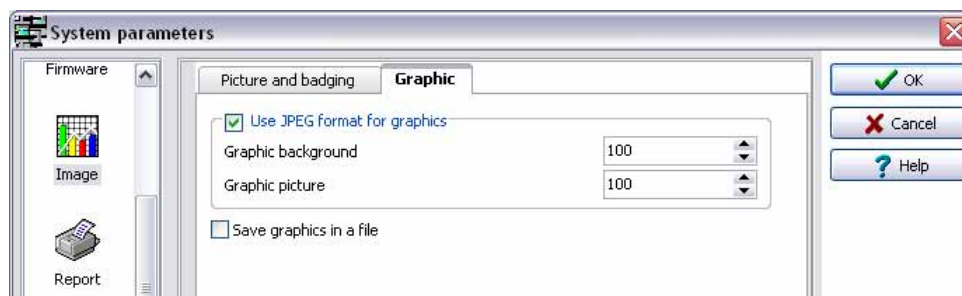 System parameters
Firmware
Image
Report
Picture and badging
Graphic
Use JPEG format for graphics
Graphic background 100
Graphic picture 100
Save graphics in a file
OK
Cancel
Help